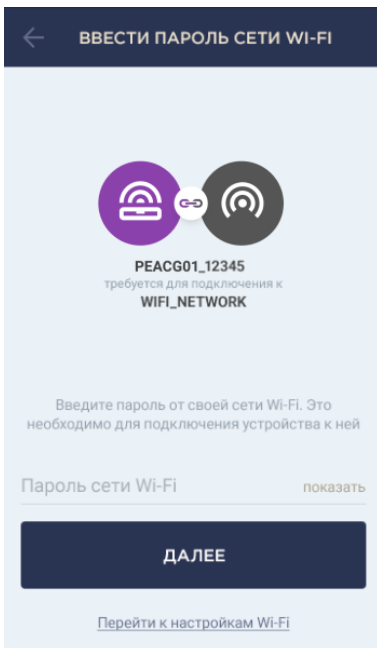 ВВЕСТИ ПАРОЛЬ СЕТИ WI-FI
PEACG01_12345
требуется для подключения к
WIFI_NETWORK
Введите пароль от своей сети Wi-Fi. Это
необходимо для подключения устройства к ней
Пароль сети Wi-Fi показать
ДАЛЕЕ
Перейти к настройкам Wi-Fi